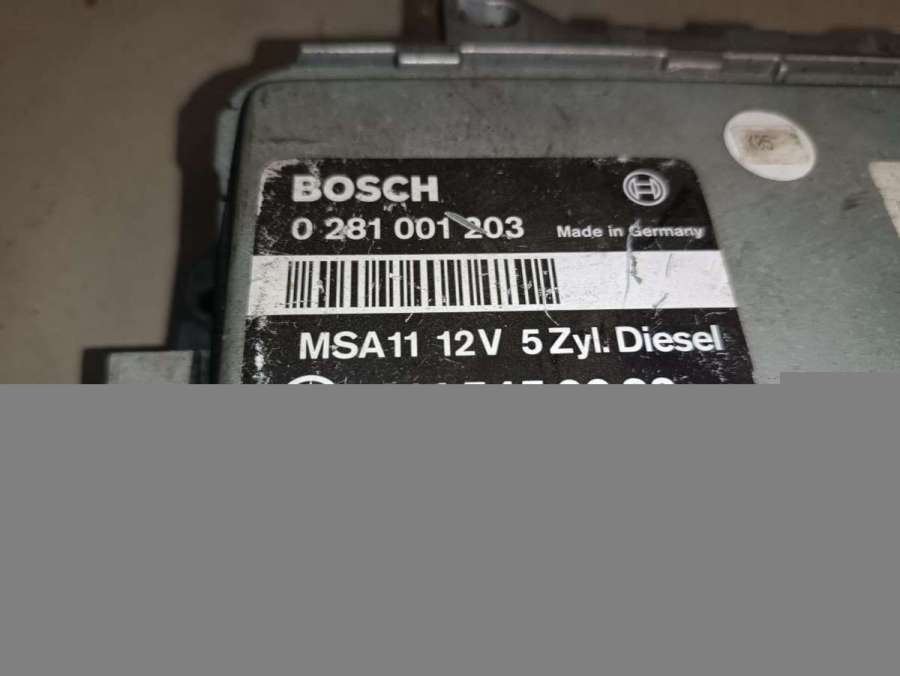 BOSCH
0 281 001 203 Made in Germany
MSA11 12V 5 Zyl. Diesel